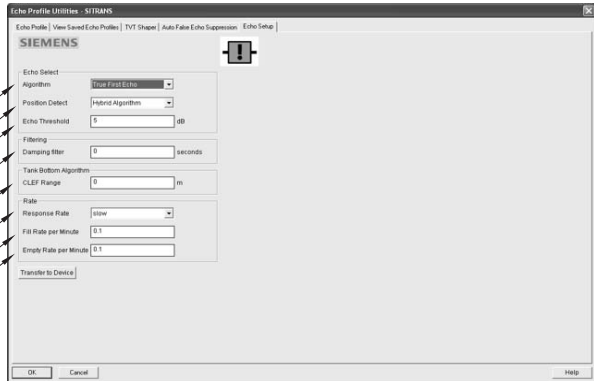 Echo Profile Utilities - SITRANS
Echo Profile | View Saved Echo Profiles | TVT Shaper | Auto False Echo Suppression | Echo Setup |
SIEMENS
Echo Select
Algorithm True First Echo
Position Detect Hybrid Algorithm
Echo Threshold 5 dB
Filtering
Damping filter 0 seconds
Tank Bottom Algorithm
CLEF Range 0 m
Rate
Response Rate slow
Fill Rate per Minute 0.1
Empty Rate per Minute 0.1
Transfer to Device
OK Cancel Help